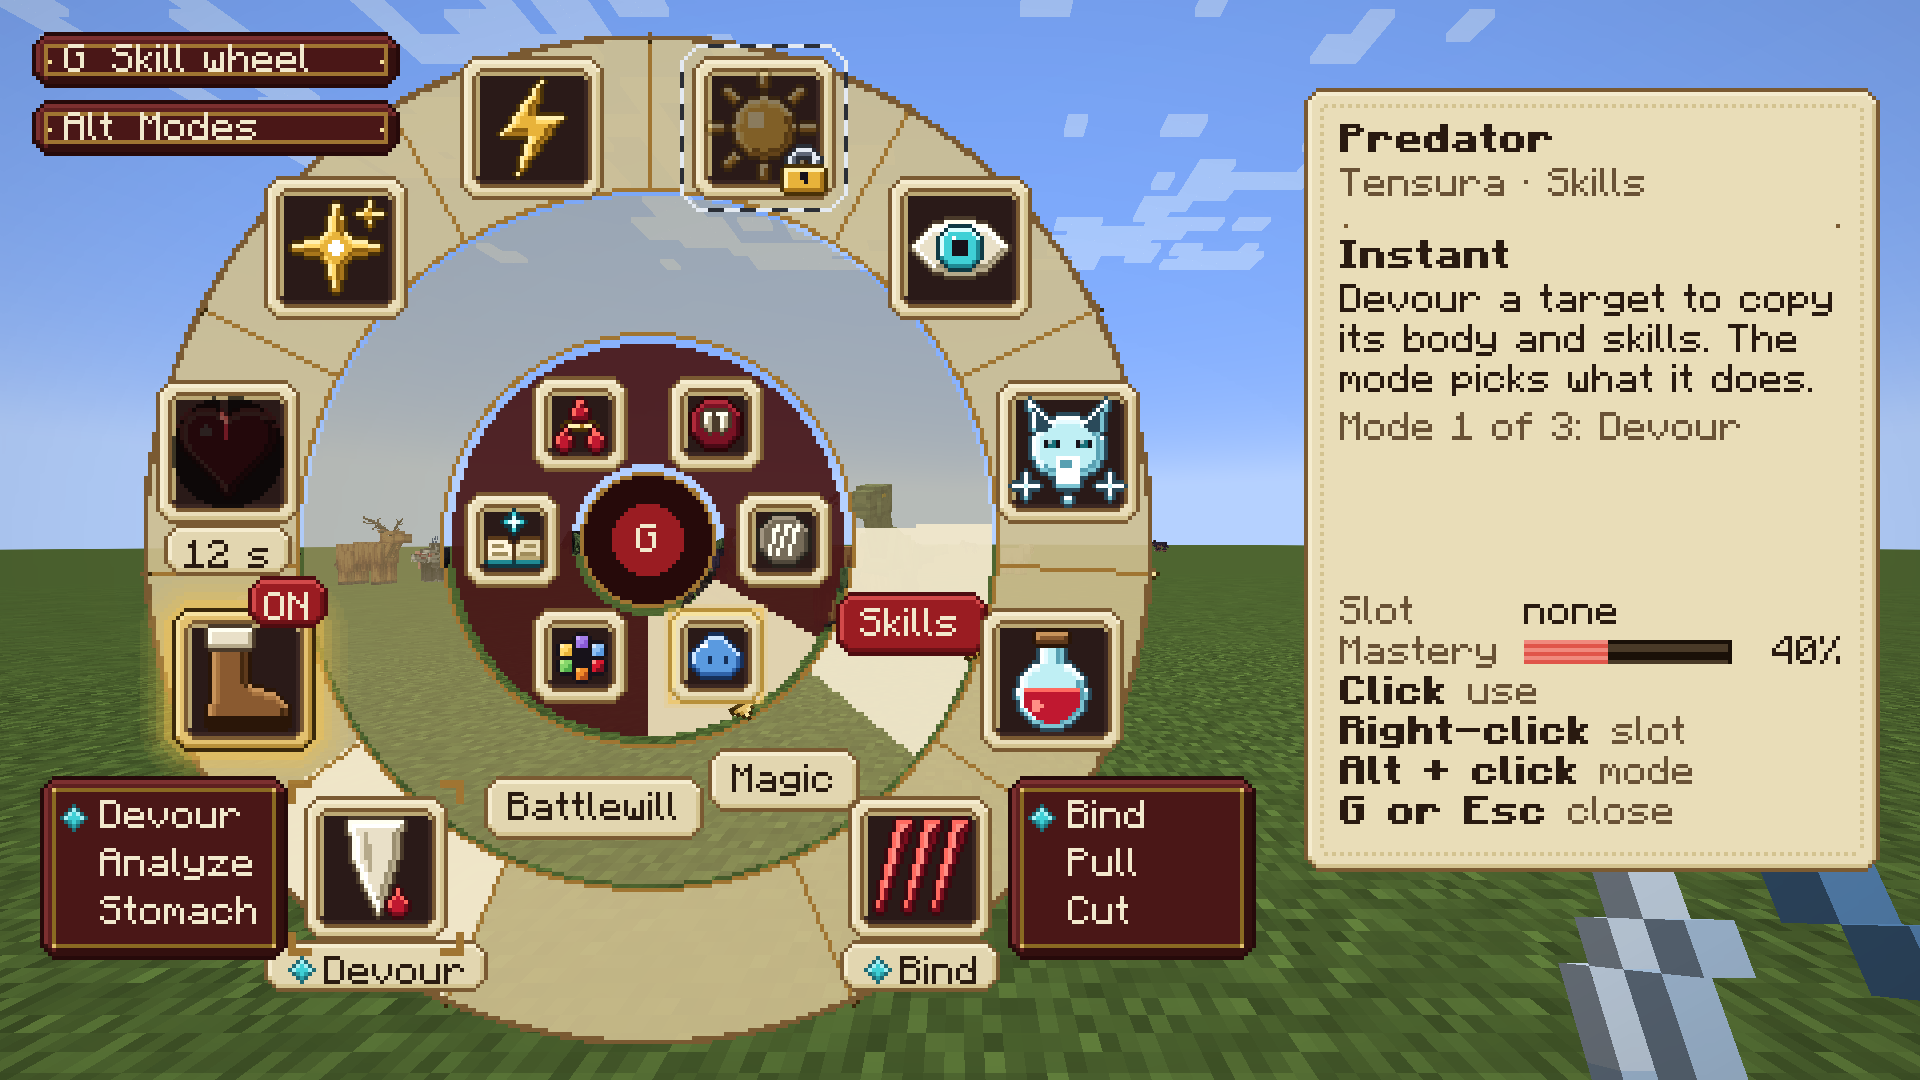 G Skill wheel
Alt Modes
Predator
Tensura · Skills
Instant
Devour a target to copy
its body and skills. The
mode picks what it does.
Mode 1 of 3: Devour
G
12 s
ON
Skills
Slot none
Mastery 40%
Click use
Right-click slot
Alt + click mode
G or Esc close
Magic
Battlewill
Devour
Analyze
Stomach
Bind
Pull
Cut
Devour
Bind